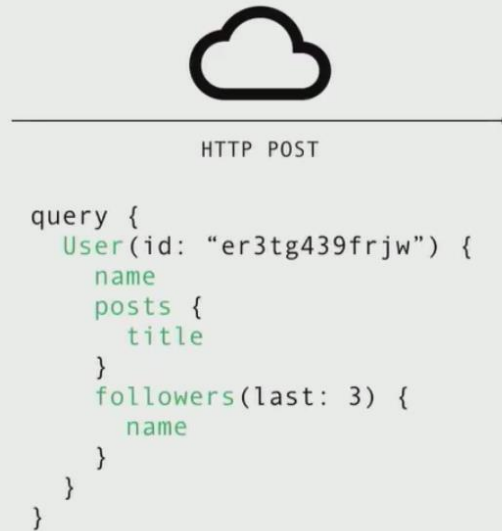 HTTP POST
query {
User(id: “er3tg439frjw”) {
name
posts {
title
}
followers(last: 3) {
name
}
}
}